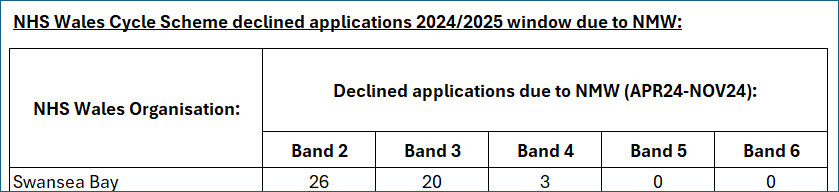 NHS Wales Cycle Scheme declined applications 2024/2025 window due to NMW:
NHS Wales Organisation:
Declined applications due to NMW (APR24-NOV24):
Band 2 Band 3 Band 4 Band 5 Band 6
Swansea Bay 26 20 3 0 0